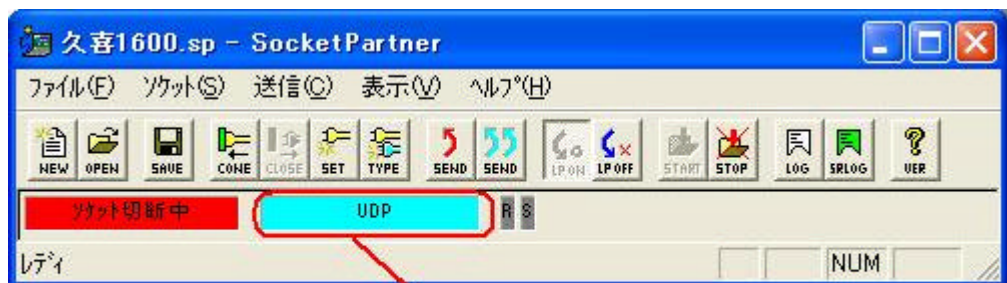 久喜1600.sp - SocketPartner
ファイル(F) ソケット(S) 送信(C) 表示(V) ヘルプ(H)
NEW OPEN SAVE CONE CLOSE SET TYPE SEND SEND LP ON LP OFF START STOP LOG SRLOG VER
ソケット切断中 UDP R S
レディ NUM